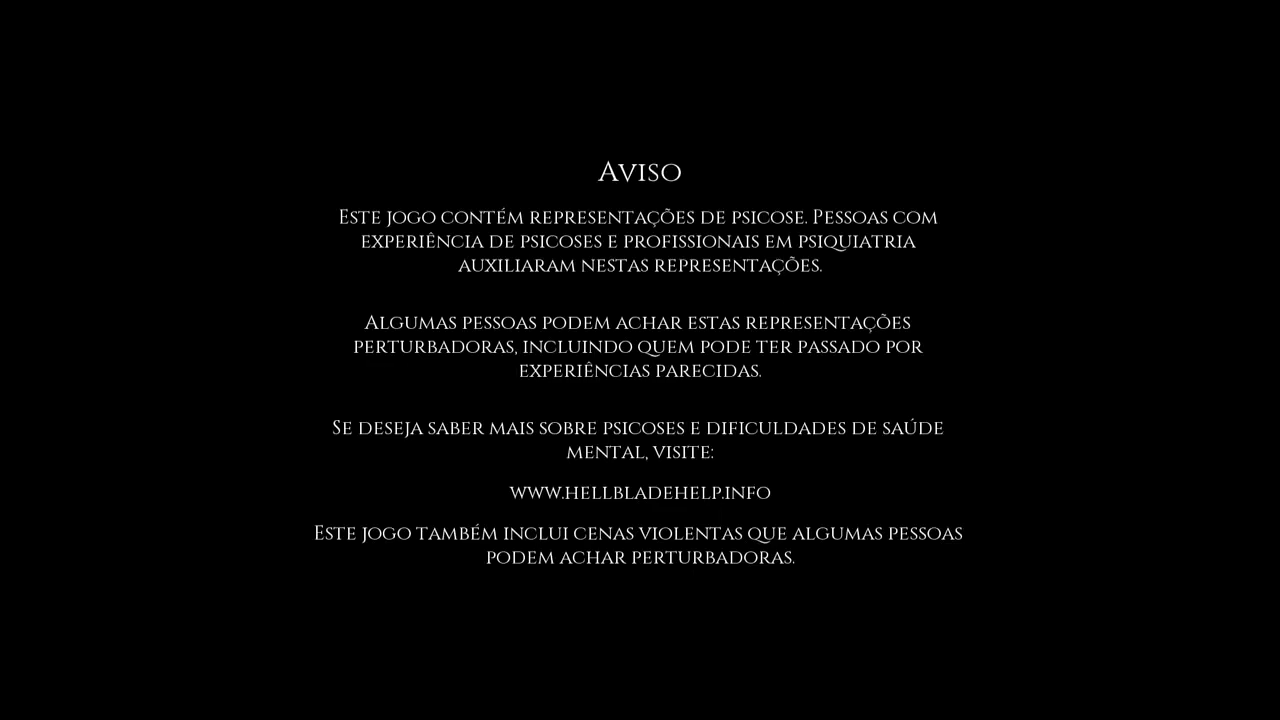 Aviso
Este jogo contém representações de psicose. Pessoas com
experiência de psicoses e profissionais em psiquiatria
auxiliaram nestas representações.
Algumas pessoas podem achar estas representações
perturbadoras, incluindo quem pode ter passado por
experiências parecidas.
Se deseja saber mais sobre psicoses e dificuldades de saúde
mental, visite:
www.hellbladehelp.info
Este jogo também inclui cenas violentas que algumas pessoas
podem achar perturbadoras.